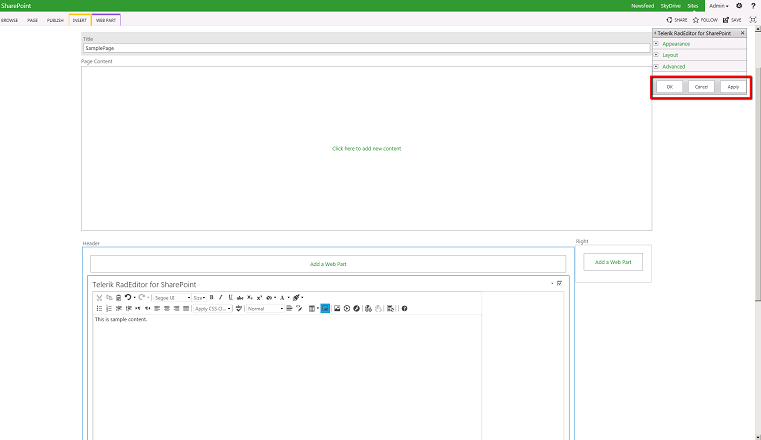 SharePoint
Newsfeed SkyDrive Sites Admin ?
BROWSE PAGE PUBLISH INSERT WEB PART
SHARE FOLLOW SAVE
Title
SamplePage
Telerik RadEditor for SharePoint
Appearance
Layout
Advanced
OK Cancel Apply
Page Content
Click here to add new content
Header
Right
Add a Web Part
Add a Web Part
Telerik RadEditor for SharePoint
Segoe UI Size B I U abc X₂ X² A
Apply CSS Cl... Normal
This is sample content.